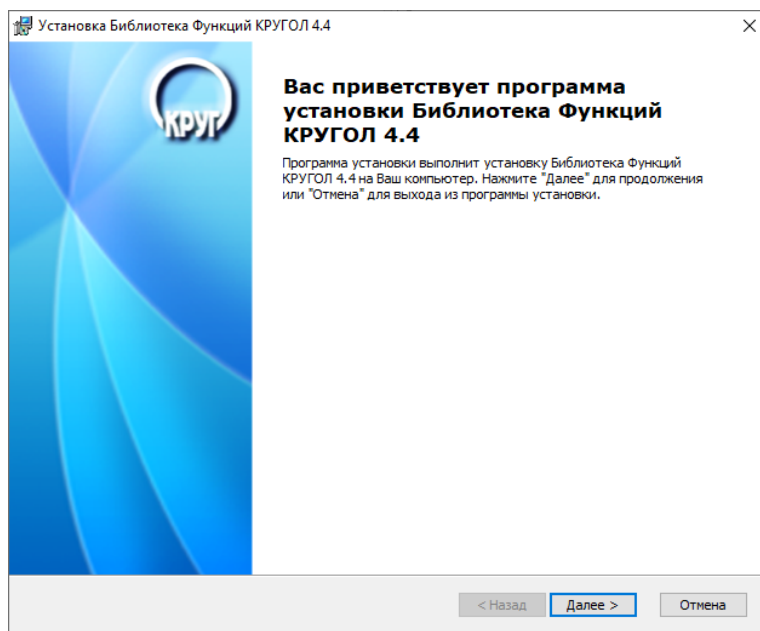 Установка Библиотека Функций КРУГОЛ 4.4
КРУГ
Вас приветствует программа
установки Библиотека Функций
КРУГОЛ 4.4
Программа установки выполнит установку Библиотека Функций
КРУГОЛ 4.4 на Ваш компьютер. Нажмите "Далее" для продолжения
или "Отмена" для выхода из программы установки.
< Назад
Далее >
Отмена